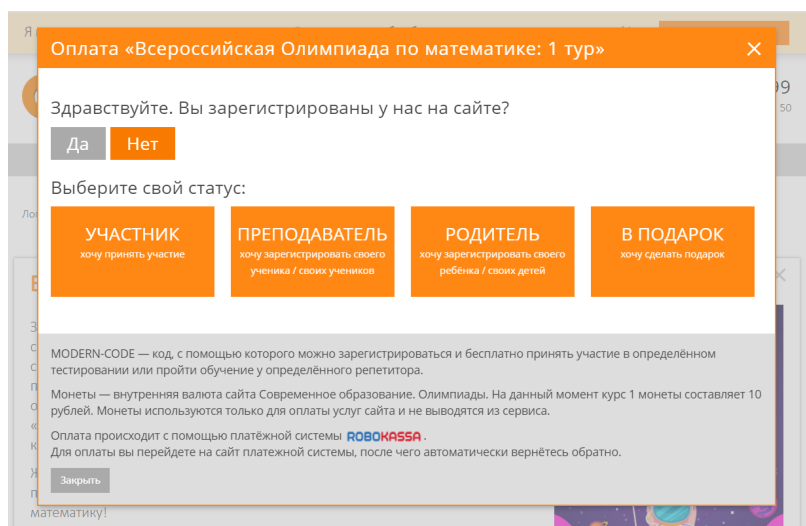 Оплата «Всероссийская Олимпиада по математике: 1 тур»
Здравствуйте. Вы зарегистрированы у нас на сайте?
Да Нет
Выберите свой статус:
УЧАСТНИК
хочу принять участие
ПРЕПОДАВАТЕЛЬ
хочу зарегистрировать своего
ученика / своих учеников
РОДИТЕЛЬ
хочу зарегистрировать своего
ребёнка / своих детей
В ПОДАРОК
хочу сделать подарок
MODERN-CODE — код, с помощью которого можно зарегистрироваться и бесплатно принять участие в определённом
тестировании или пройти обучение у определённого репетитора.
Монеты — внутренняя валюта сайта Современное образование. Олимпиады. На данный момент курс 1 монеты составляет 10
рублей. Монеты используются только для оплаты услуг сайта и не выводятся из сервиса.
Оплата происходит с помощью платёжной системы ROBOKASSA .
Для оплаты вы перейдете на сайт платежной системы, после чего автоматически вернётесь обратно.
Закрыть
математику!